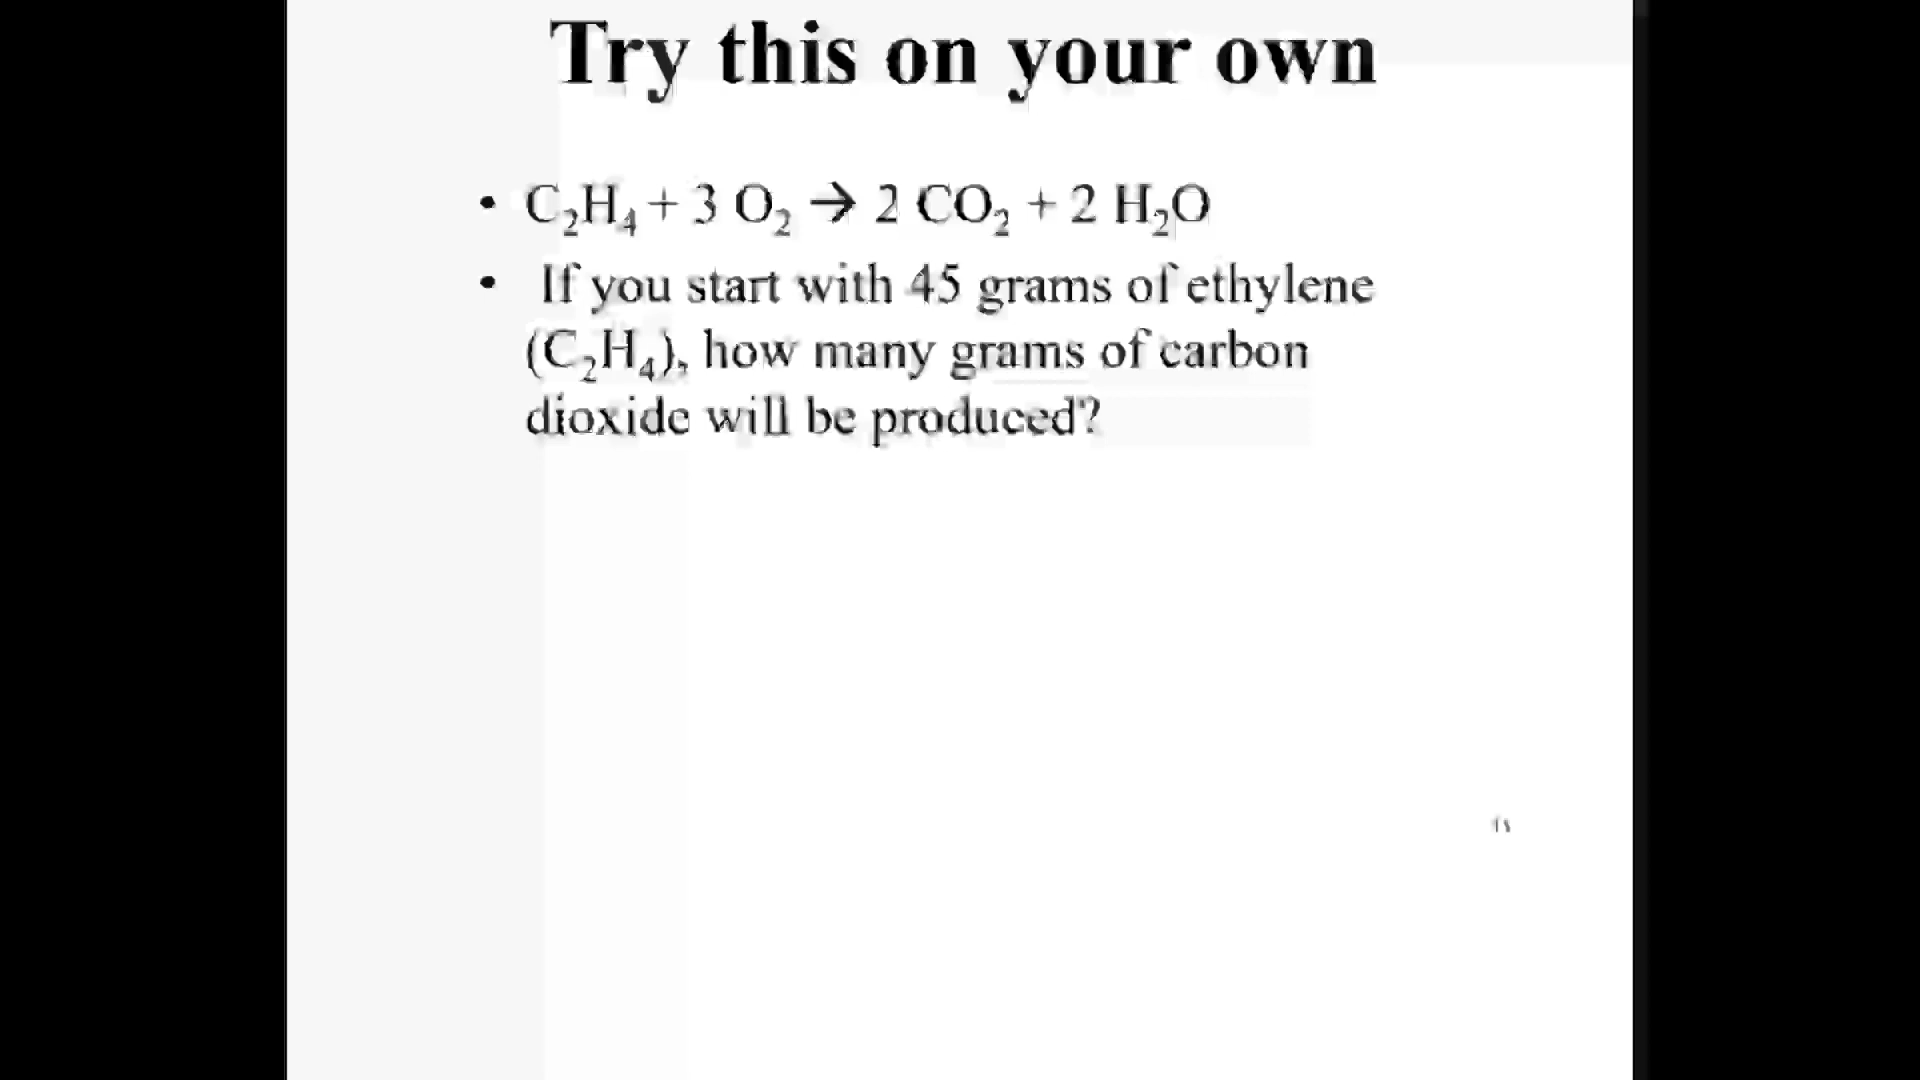 Try this on your own
• C₂H₄ + 3 O₂ → 2 CO₂ + 2 H₂O
• If you start with 45 grams of ethylene
(C₂H₄), how many grams of carbon
dioxide will be produced?